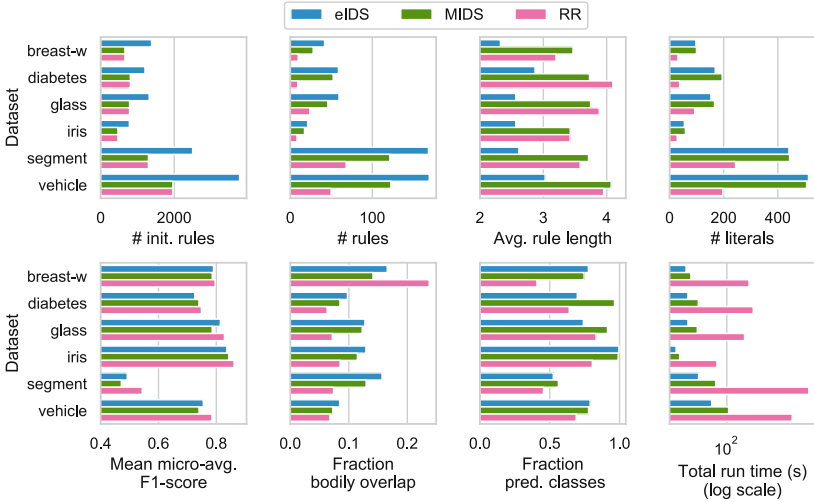 eIDS MIDS RR
Dataset
breast-w
diabetes
glass
iris
segment
vehicle
0 2000
# init. rules
0 100
# rules
2 3 4
Avg. rule length
0 200 400
# literals
Dataset
breast-w
diabetes
glass
iris
segment
vehicle
0.4 0.6 0.8
Mean micro-avg.
F1-score
0.0 0.1 0.2
Fraction
bodily overlap
0.0 0.5 1.0
Fraction
pred. classes
10²
Total run time (s)
(log scale)